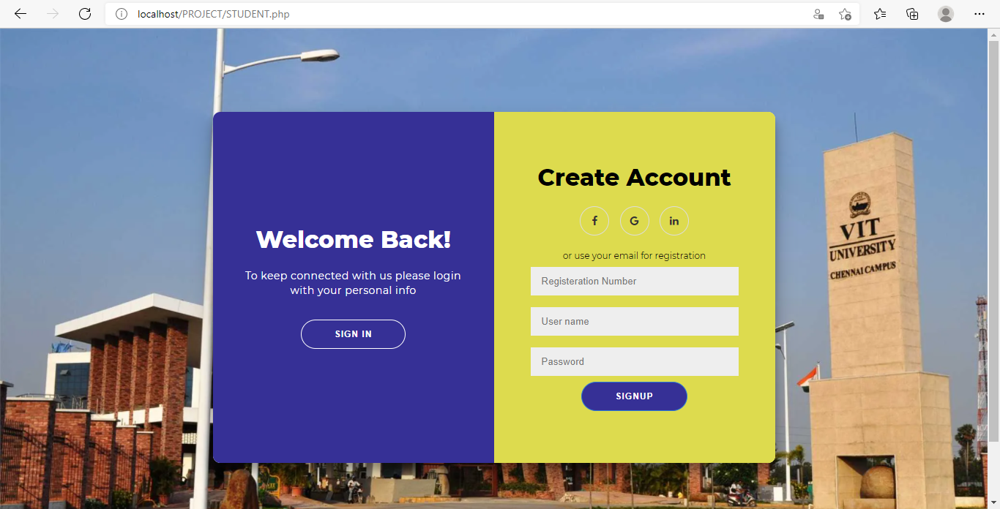 localhost/PROJECT/STUDENT.php
Welcome Back!
To keep connected with us please login
with your personal info
SIGN IN
Create Account
f
G
in
or use your email for registration
Registeration Number
User name
Password
SIGNUP
VIT
UNIVERSITY
CHENNAI CAMPUS